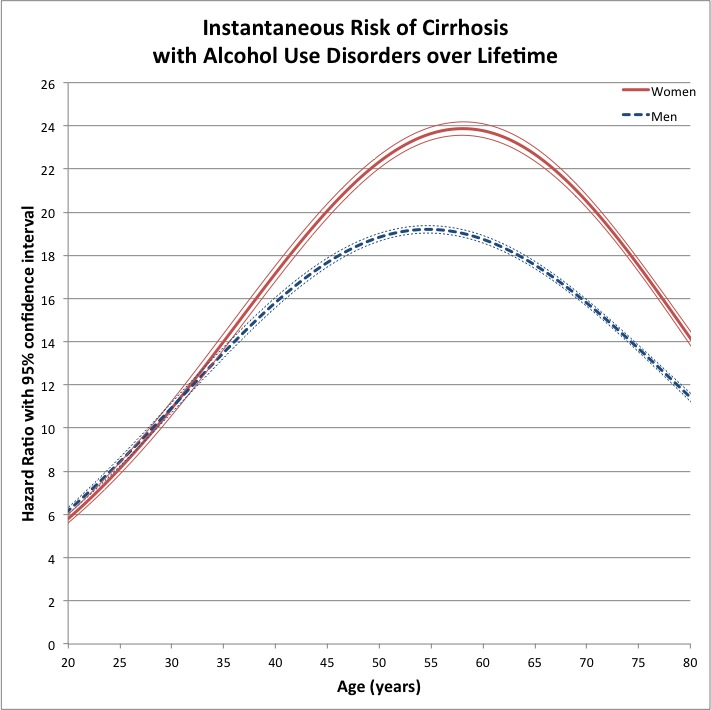 Instantaneous Risk of Cirrhosis
with Alcohol Use Disorders over Lifetime
Women
Men
Hazard Ratio with 95% confidence interval
26
24
22
20
18
16
14
12
10
8
6
4
2
0
20 25 30 35 40 45 50 55 60 65 70 75 80
Age (years)